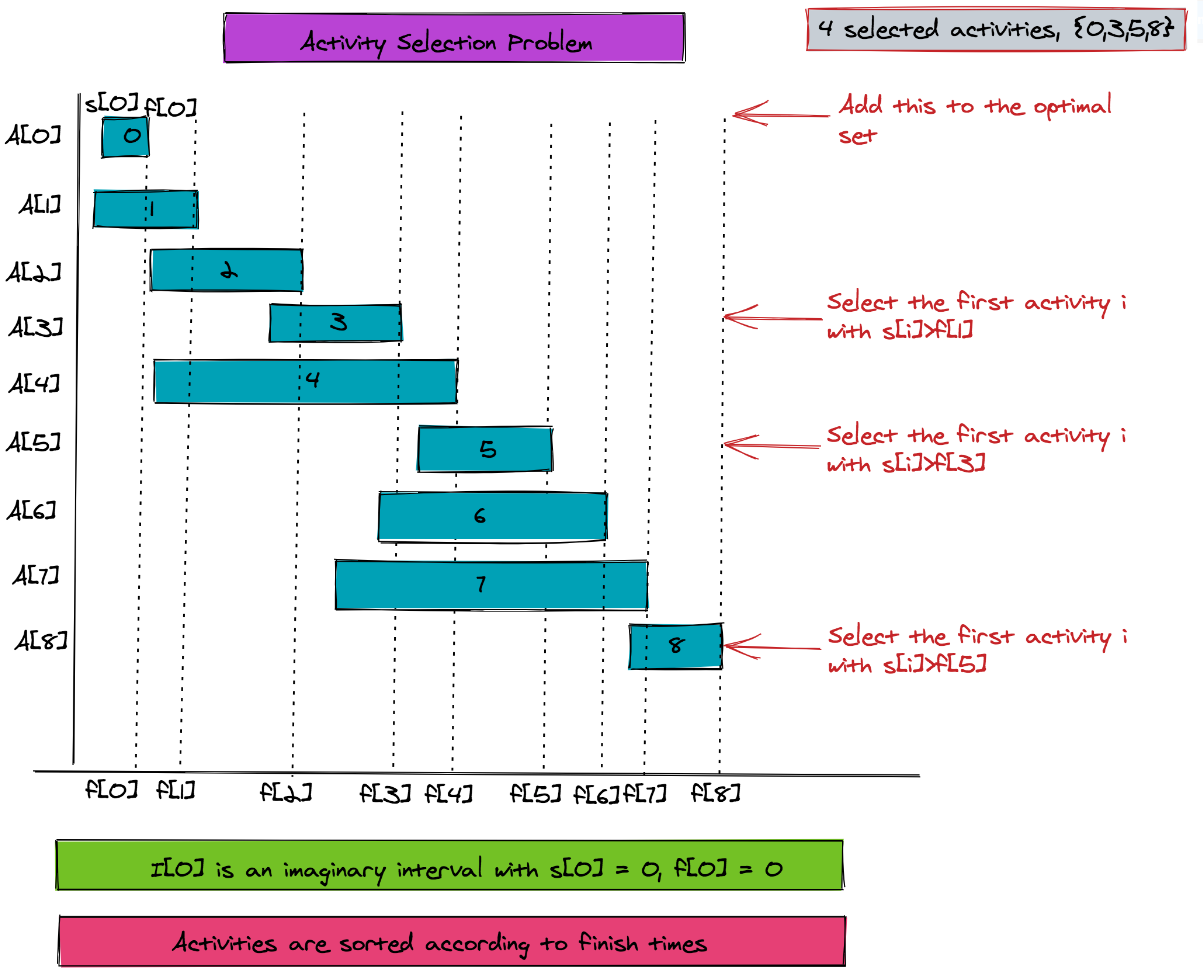 Activity Selection Problem
4 selected activities, {0,3,5,8}
s[0] f[0]
Add this to the optimal
set
A[0]
0
A[1]
1
A[2]
2
Select the first activity i
with s[i]>f[1]
A[3]
3
A[4]
4
Select the first activity i
with s[i]>f[3]
A[5]
5
A[6]
6
A[7]
7
Select the first activity i
with s[i]>f[5]
A[8]
8
f[0] f[1] f[2] f[3] f[4] f[5] f[6] f[7] f[8]
I[0] is an imaginary interval with s[0] = 0, f[0] = 0
Activities are sorted according to finish times